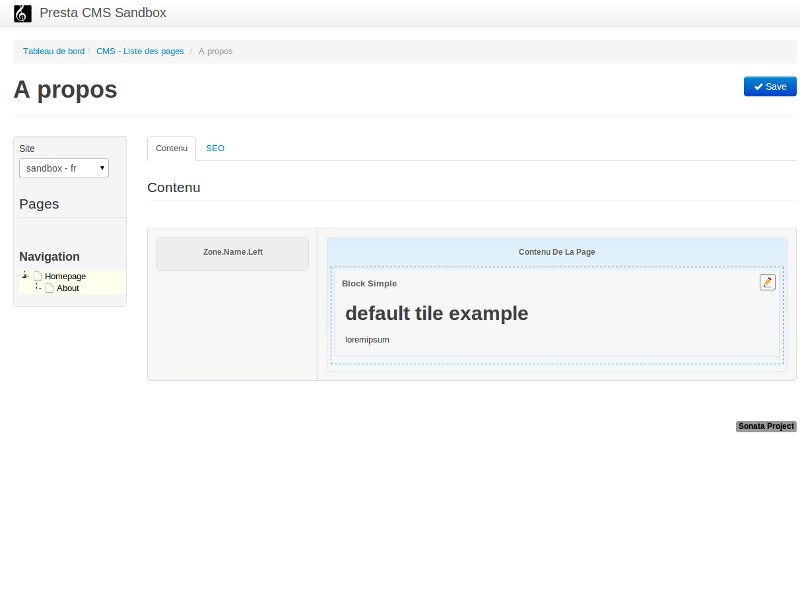 Presta CMS Sandbox
Tableau de bord / CMS - Liste des pages / A propos
A propos
Save
Site
sandbox - fr
Pages
Navigation
Homepage
About
Contenu SEO
Contenu
Zone.Name.Left
Contenu De La Page
Block Simple
default tile example
loremipsum
Sonata Project